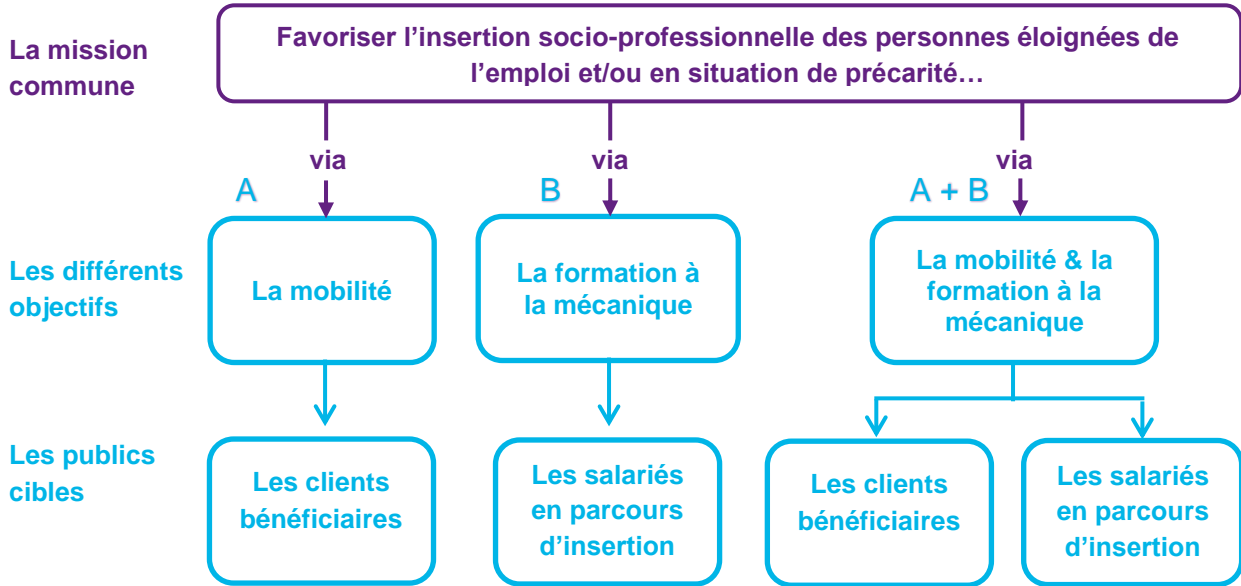 La mission
commune
Favoriser l’insertion socio-professionnelle des personnes éloignées de
l’emploi et/ou en situation de précarité…
via
via
via
A
B
A + B
Les différents
objectifs
La mobilité
La formation à
la mécanique
La mobilité & la
formation à la
mécanique
Les publics
cibles
Les clients
bénéficiaires
Les salariés
en parcours
d’insertion
Les clients
bénéficiaires
Les salariés
en parcours
d’insertion